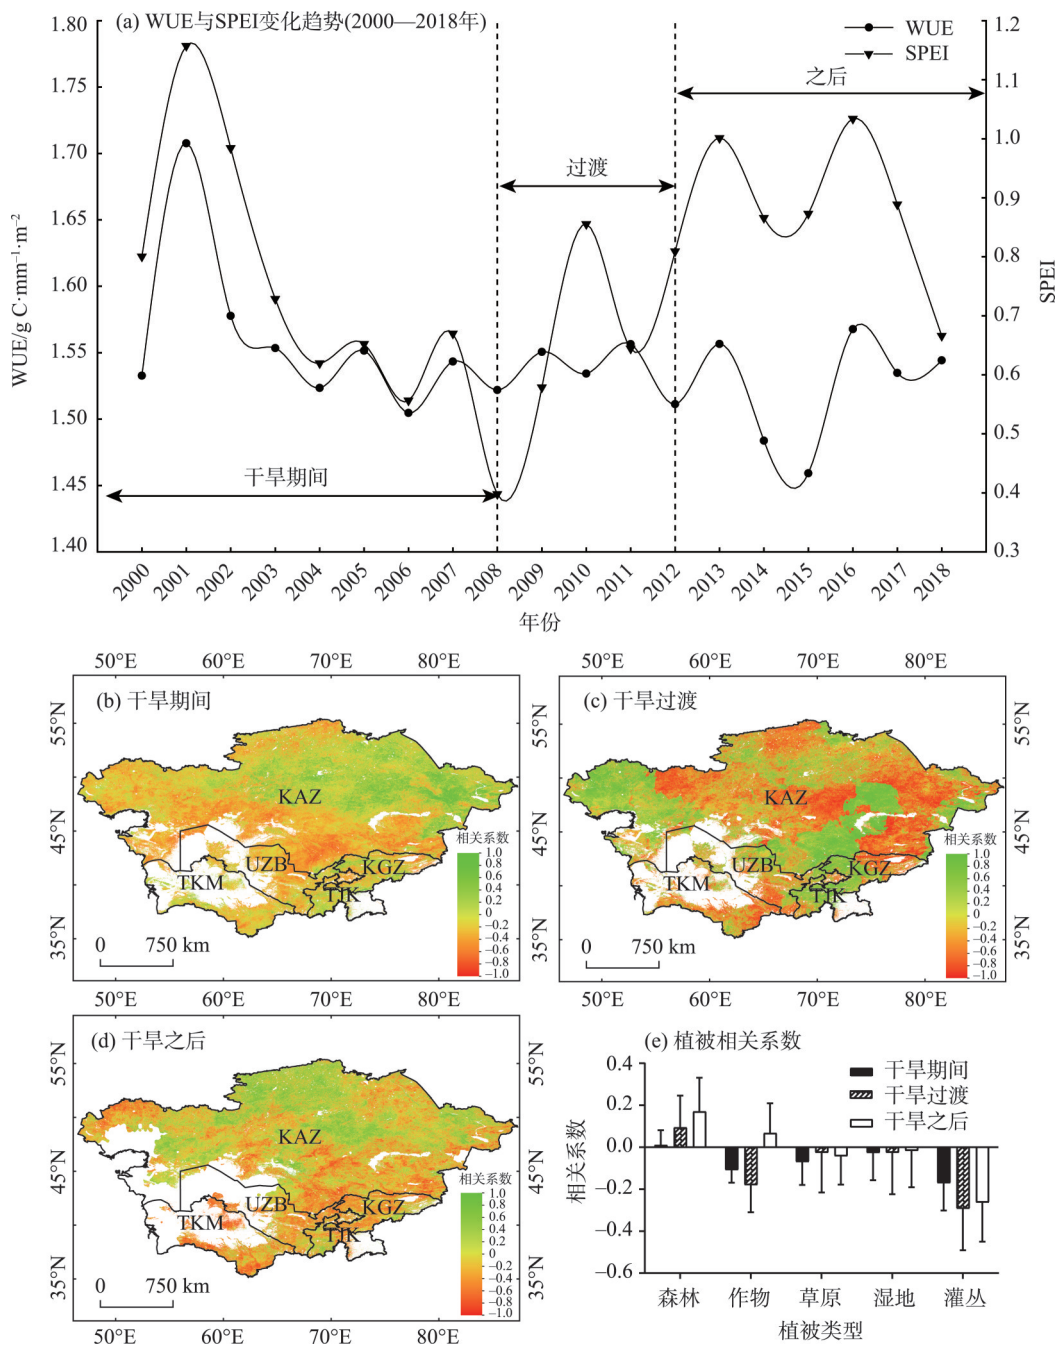 (a) WUE与SPEI变化趋势(2000—2018年)
WUE
SPEI
之后
过渡
干旱期间
WUE/g C·mm⁻¹·m⁻²
1.80
1.75
1.70
1.65
1.60
1.55
1.50
1.45
1.40
SPEI
1.2
1.1
1.0
0.9
0.8
0.7
0.6
0.5
0.4
0.3
2000 2001 2002 2003 2004 2005 2006 2007 2008 2009 2010 2011 2012 2013 2014 2015 2016 2017 2018
年份
50°E 60°E 70°E 80°E
(b) 干旱期间
55°N
45°N
35°N
KAZ
UZB
KGZ
TKM
TJK
相关系数
1.0
0.8
0.6
0.4
0.2
0
−0.2
−0.4
−0.6
−0.8
−1.0
0 750 km
50°E 60°E 70°E 80°E
50°E 60°E 70°E 80°E
(c) 干旱过渡
55°N
45°N
35°N
55°N
45°N
35°N
KAZ
UZB
KGZ
TKM
TJK
相关系数
1.0
0.8
0.6
0.4
0.2
0
−0.2
−0.4
−0.6
−0.8
−1.0
0 750 km
50°E 60°E 70°E 80°E
(d) 干旱之后
55°N
45°N
35°N
55°N
45°N
35°N
KAZ
UZB
KGZ
TKM
TJK
相关系数
1.0
0.8
0.6
0.4
0.2
0
−0.2
−0.4
−0.6
−0.8
−1.0
0 750 km
50°E 60°E 70°E 80°E
(e) 植被相关系数
干旱期间
干旱过渡
干旱之后
相关系数
0.4
0.2
0.0
−0.2
−0.4
−0.6
森林 作物 草原 湿地 灌丛
植被类型